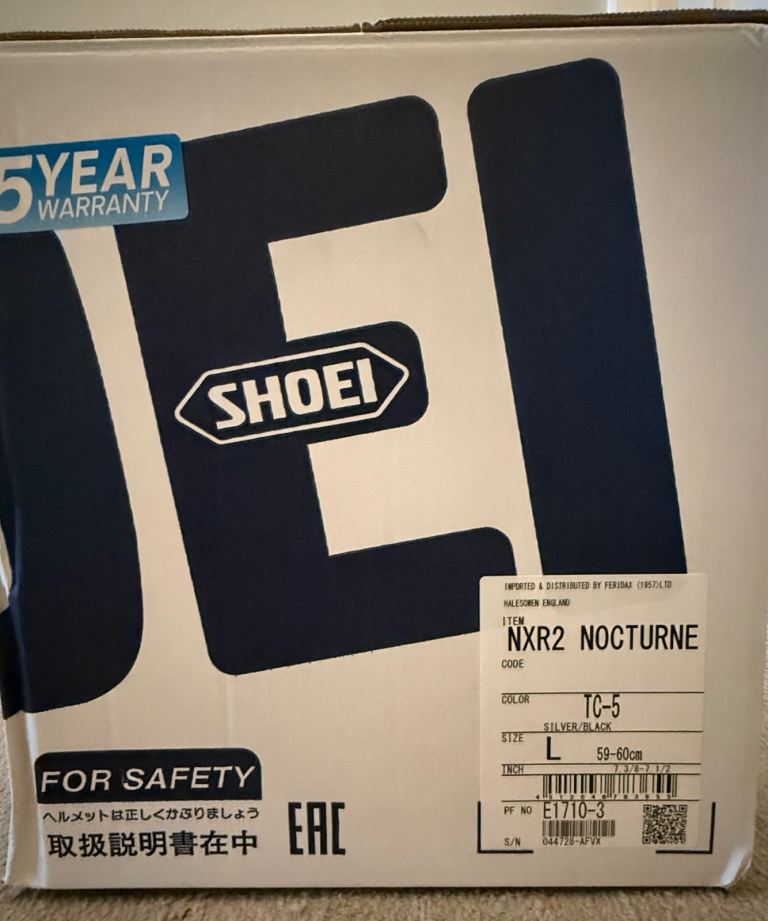 5 YEAR
WARRANTY
OEI
SHOEI
IMPORTED & DISTRIBUTED BY FERIDAX (1957)LTD
HALESOWEN ENGLAND
ITEM
NXR2 NOCTURNE
CODE
COLOR TC-5
SILVER/BLACK
SIZE L 59-60cm
INCH 7.3/8-7.1/2
PF NO E1710-3
S/N 044728-AFVX
FOR SAFETY
ヘルメットは正しくかぶりましょう
取扱説明書在中
EAC